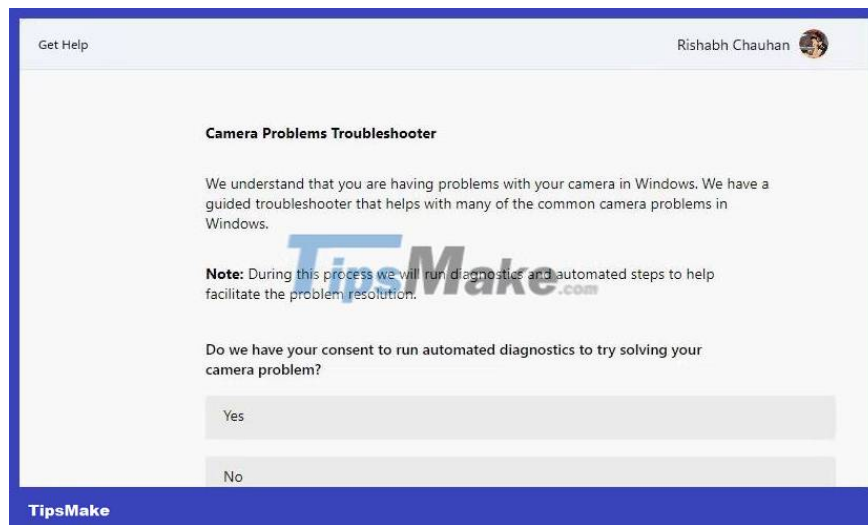 Get Help
Rishabh Chauhan
Camera Problems Troubleshooter
We understand that you are having problems with your camera in Windows. We have a
guided troubleshooter that helps with many of the common camera problems in
Windows.
TipsMake.com
Note: During this process we will run diagnostics and automated steps to help
facilitate the problem resolution.
Do we have your consent to run automated diagnostics to try solving your
camera problem?
Yes
No
TipsMake